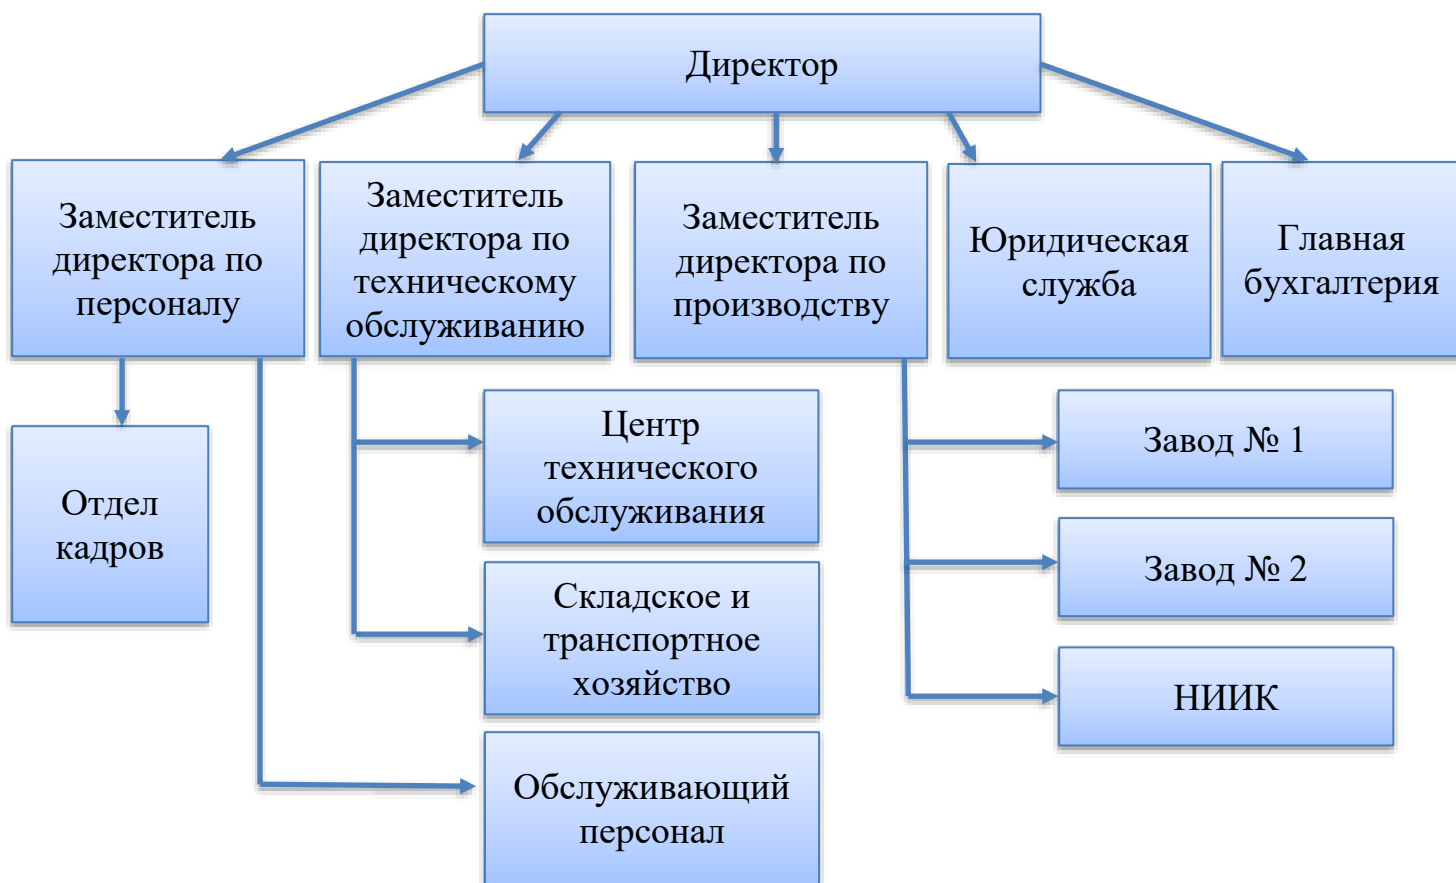 Директор
Заместитель
директора по
персоналу
Заместитель
директора по
техническому
обслуживанию
Заместитель
директора по
производству
Юридическая
служба
Главная
бухгалтерия
Отдел
кадров
Центр
технического
обслуживания
Складское и
транспортное
хозяйство
Обслуживающий
персонал
Завод № 1
Завод № 2
НИИК